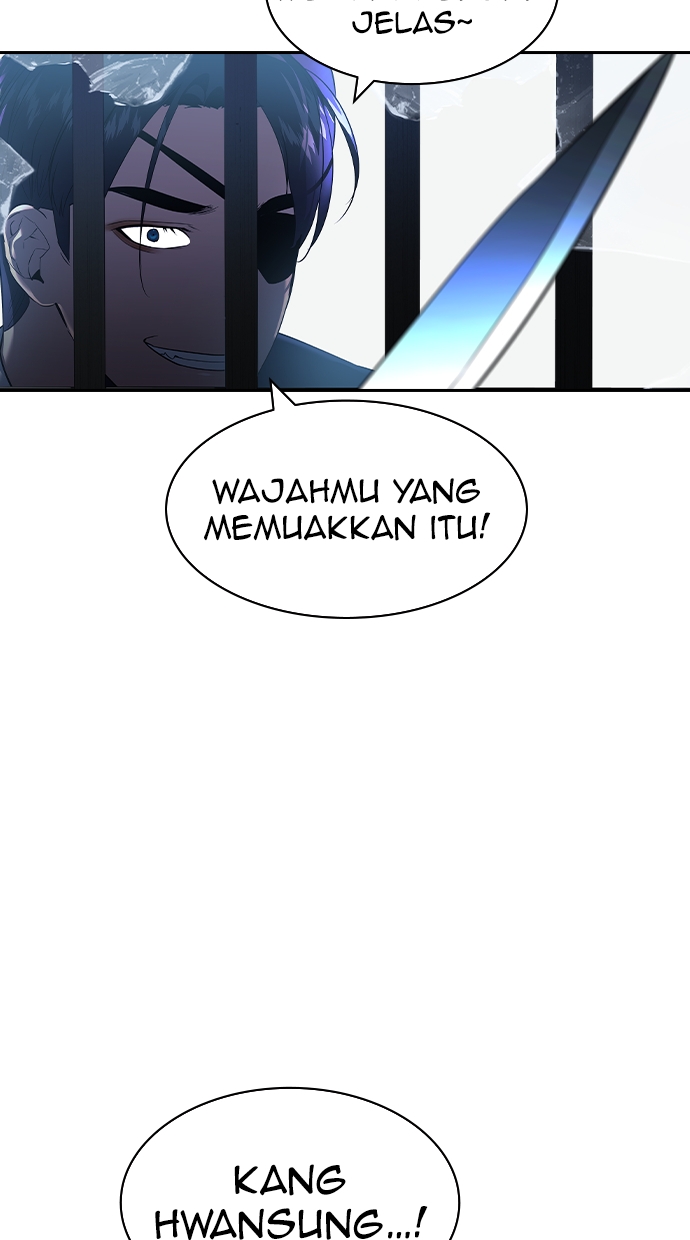 JELAS~
WAJAHMU YANG
MEMUAKKAN ITU!
KANG
HWANSUNG...!